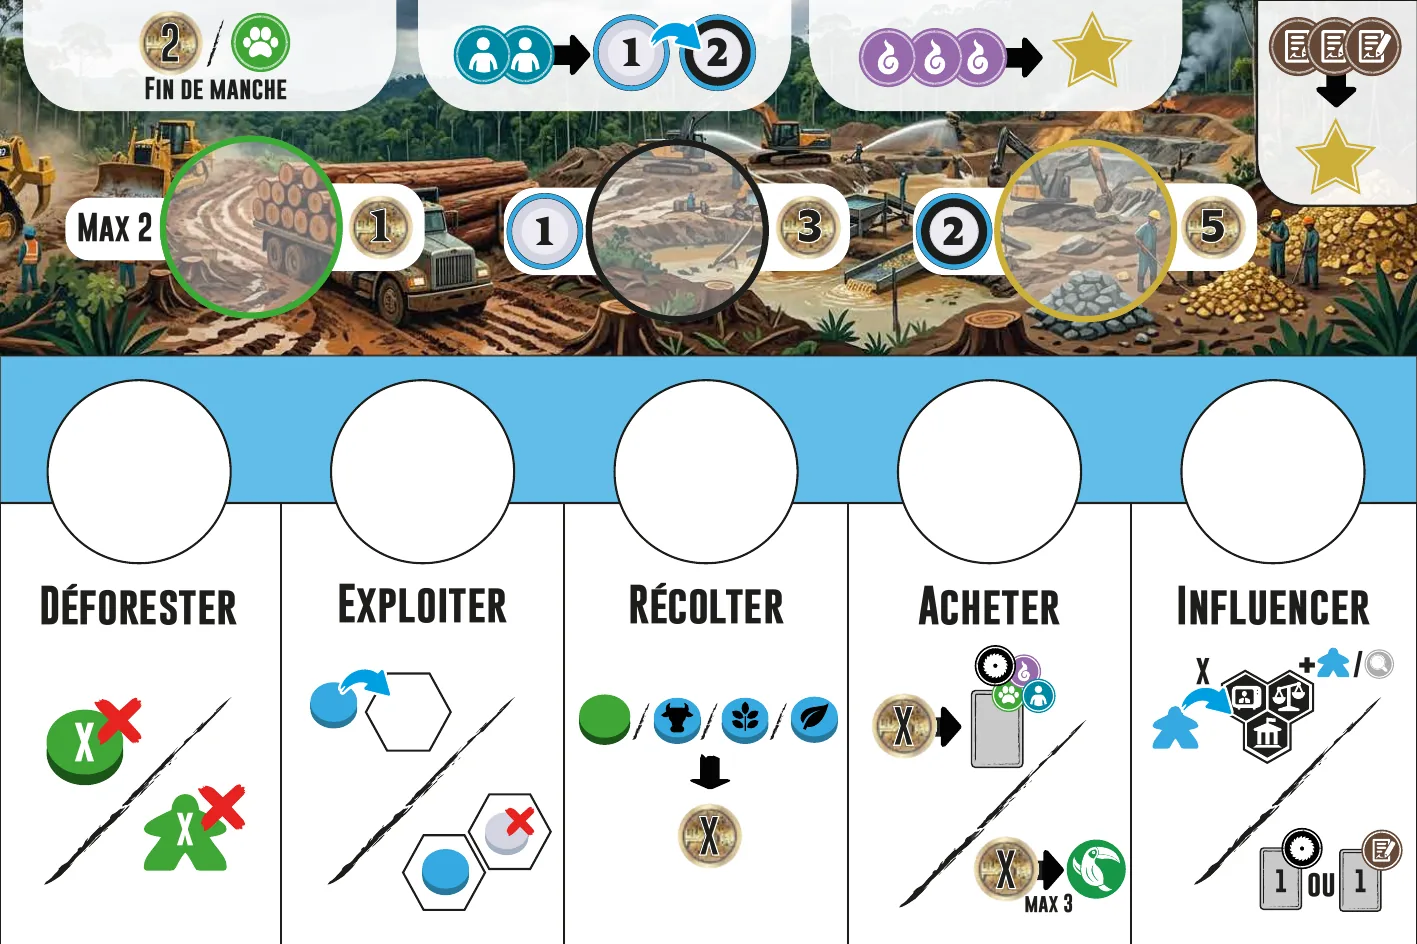 2 /
FIN DE MANCHE
1 2
MAX 2 1
1 3
2 5
DÉFORESTER
X
/
X
EXPLOITER
/
RÉCOLTER
/ / /
X
ACHETER
X
/
X
MAX 3
INFLUENCER
X + /
/
1 OU 1